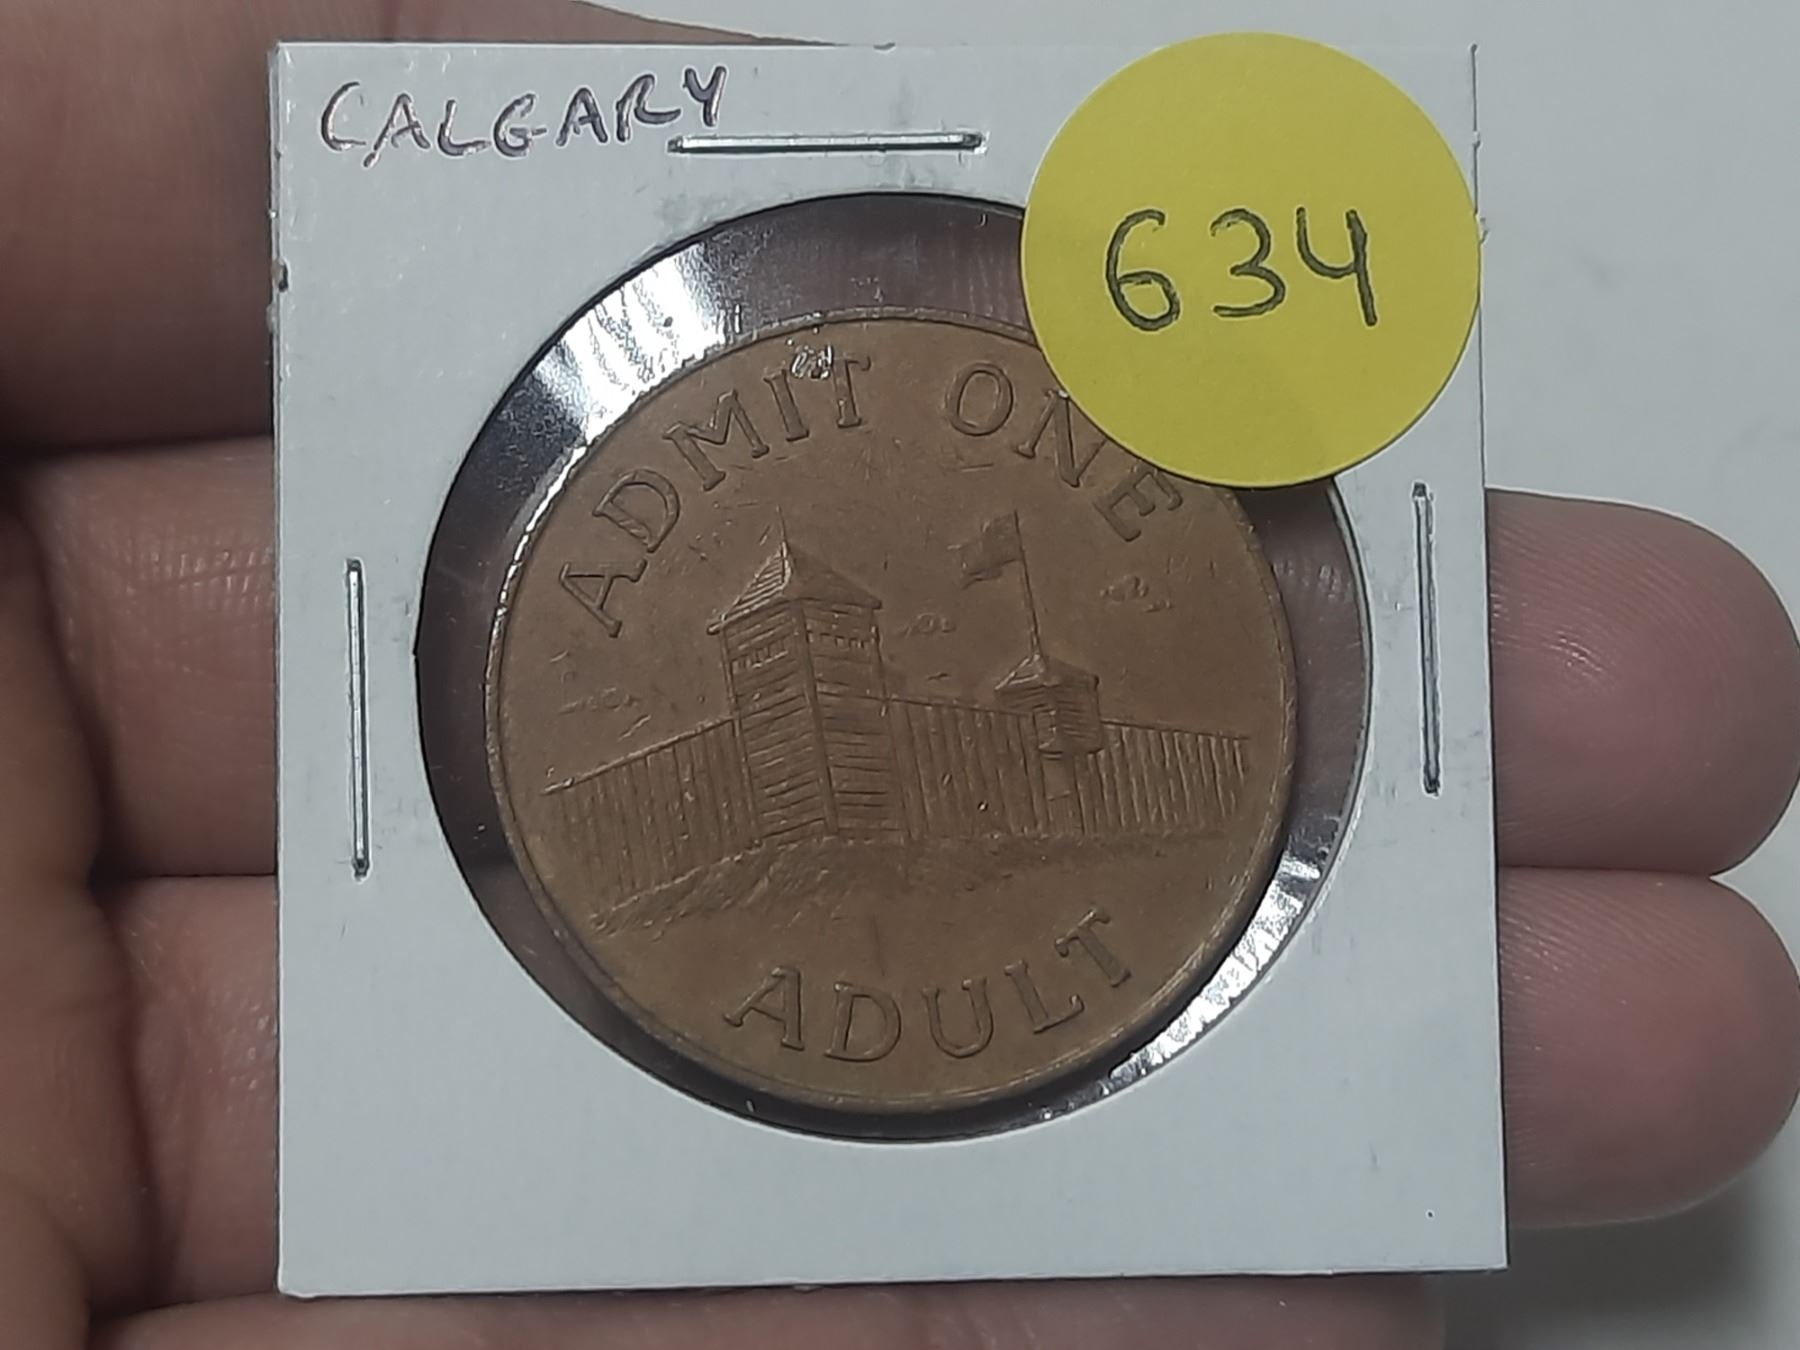 CALGARY
634
ADMIT ONE
ADULT